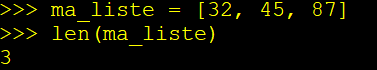 >>> ma_liste = [32, 45, 87]
>>> len(ma_liste)
3